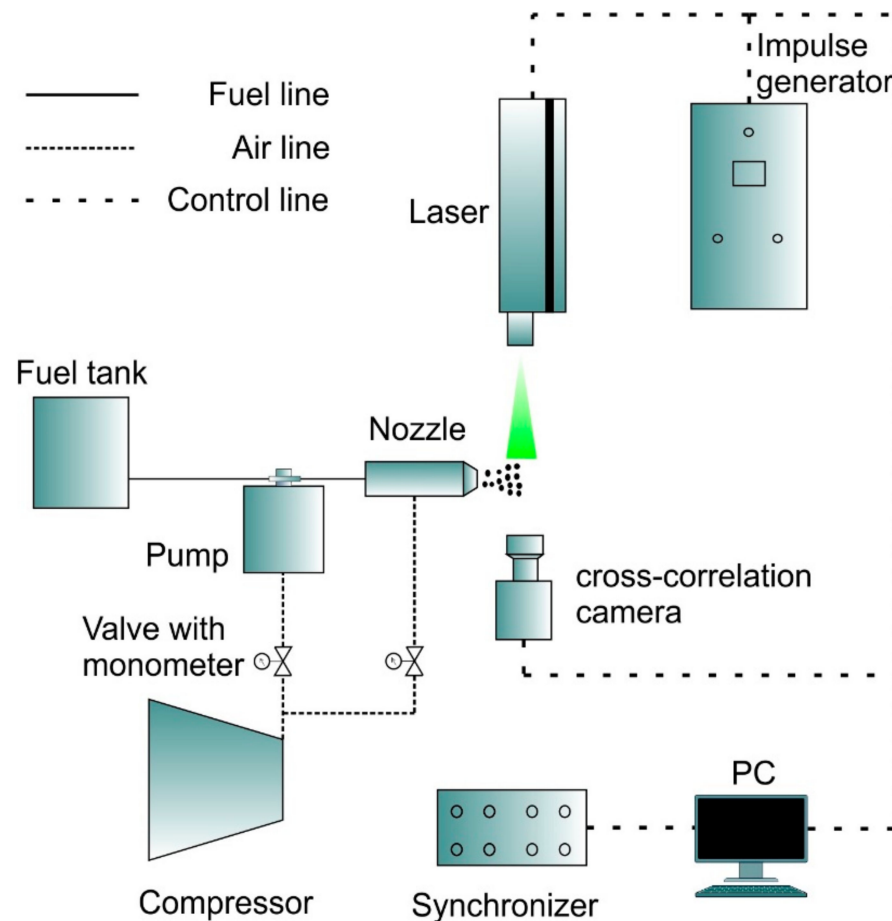 Impulse
generator
Fuel line
Air line
Control line
Laser
Fuel tank
Nozzle
Pump
cross-correlation
camera
Valve with
monometer
PC
Compressor
Synchronizer